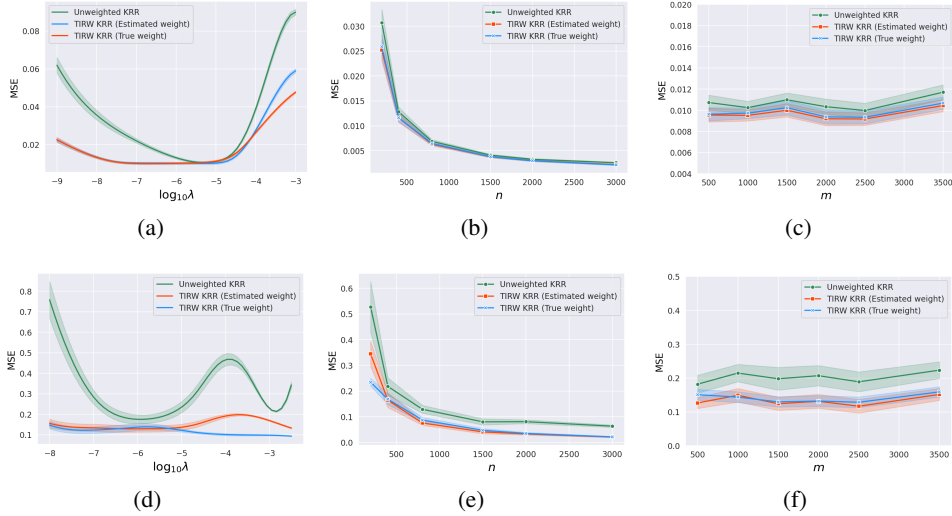 Unweighted KRR
TIRW KRR (Estimated weight)
TIRW KRR (True weight)
MSE
0.08
0.06
0.04
0.02
−9 −8 −7 −6 −5 −4 −3
log₁₀λ
(a)
Unweighted KRR
TIRW KRR (Estimated weight)
TIRW KRR (True weight)
MSE
0.030
0.025
0.020
0.015
0.010
0.005
500 1000 1500 2000 2500 3000
n
(b)
Unweighted KRR
TIRW KRR (Estimated weight)
TIRW KRR (True weight)
MSE
0.020
0.018
0.016
0.014
0.012
0.010
0.008
0.006
0.004
500 1000 1500 2000 2500 3000 3500
m
(c)
Unweighted KRR
TIRW KRR (Estimated weight)
TIRW KRR (True weight)
MSE
0.8
0.7
0.6
0.5
0.4
0.3
0.2
0.1
−8 −7 −6 −5 −4 −3
log₁₀λ
(d)
Unweighted KRR
TIRW KRR (Estimated weight)
TIRW KRR (True weight)
MSE
0.6
0.5
0.4
0.3
0.2
0.1
0.0
500 1000 1500 2000 2500 3000
n
(e)
Unweighted KRR
TIRW KRR (Estimated weight)
TIRW KRR (True weight)
MSE
0.5
0.4
0.3
0.2
0.1
0.0
500 1000 1500 2000 2500 3000 3500
m
(f)